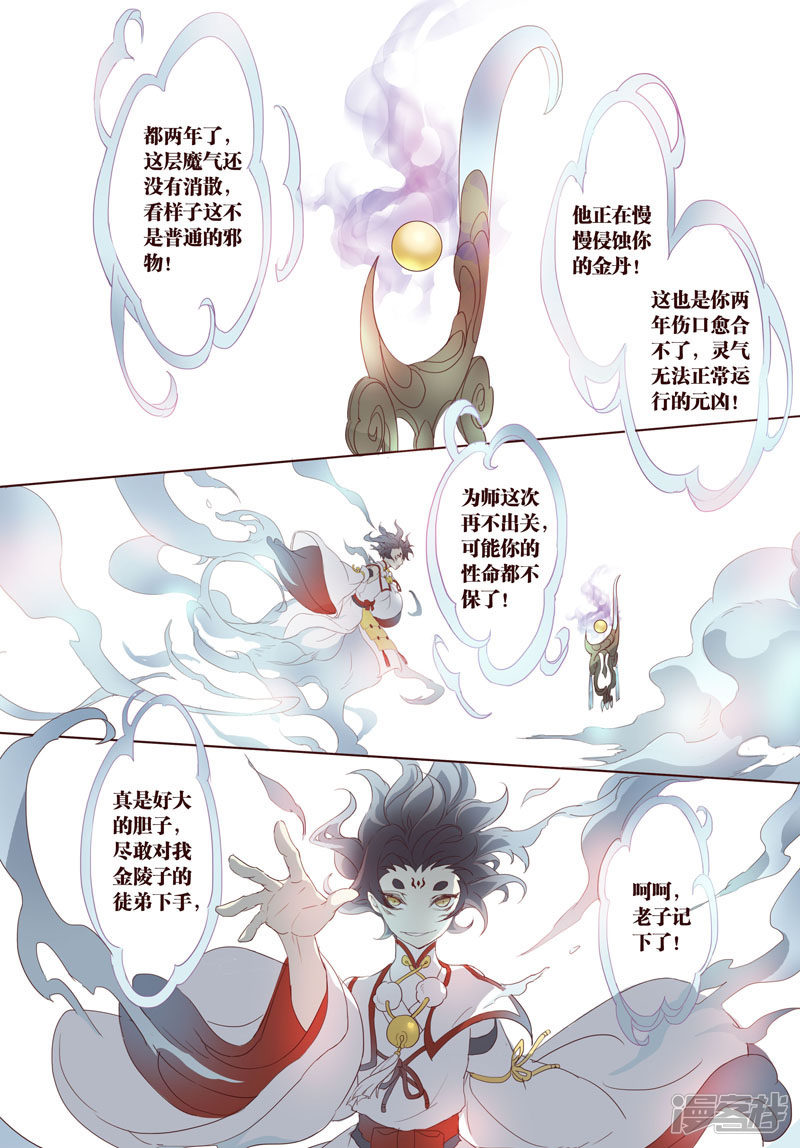 都两年了，
这层魔气还
没有消散，
看样子这不
是普通的邪
物！
他正在慢
慢侵蚀你
的金丹！
这也是你两
年伤口愈合
不了，灵气
无法正常运
行的元凶！
为师这次
再不出关，
可能你的
性命都不
保了！
真是好大
的胆子，
尽敢对我
金陵子的
徒弟下手，
呵呵，
老子记
下了！
漫客栈